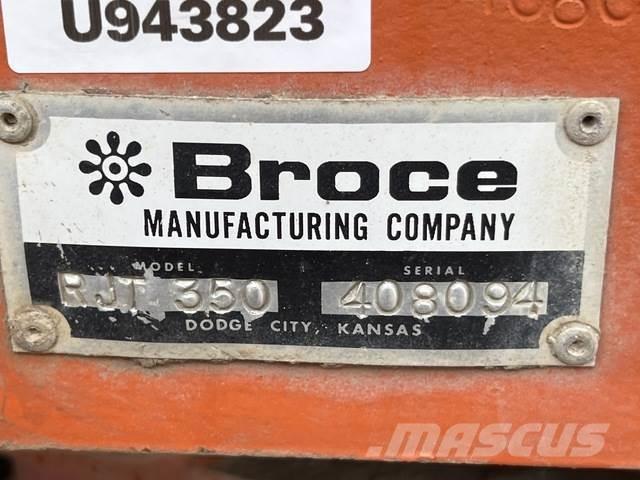 U943823
Broce
MANUFACTURING COMPANY
MODEL SERIAL
RJT 350 408094
DODGE CITY, KANSAS
MASCUS